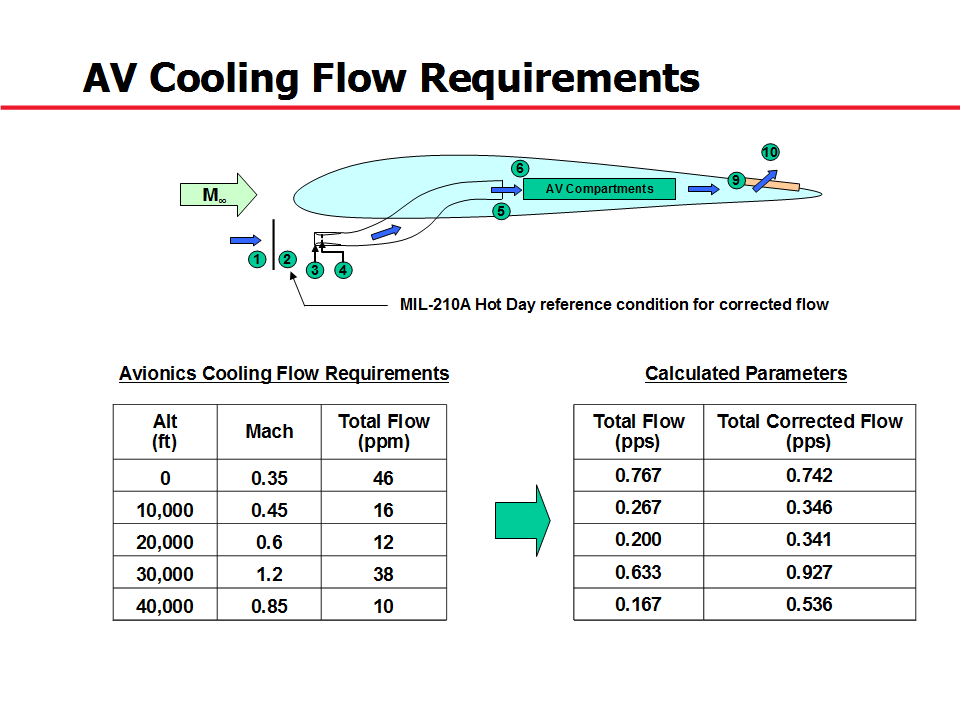 AV Cooling Flow Requirements
M∞
1
2
3
4
5
6
AV Compartments
9
10
MIL-210A Hot Day reference condition for corrected flow
Avionics Cooling Flow Requirements
Alt (ft) Mach Total Flow (ppm)
0 0.35 46
10,000 0.45 16
20,000 0.6 12
30,000 1.2 38
40,000 0.85 10
Calculated Parameters
Total Flow (pps) Total Corrected Flow (pps)
0.767 0.742
0.267 0.346
0.200 0.341
0.633 0.927
0.167 0.536